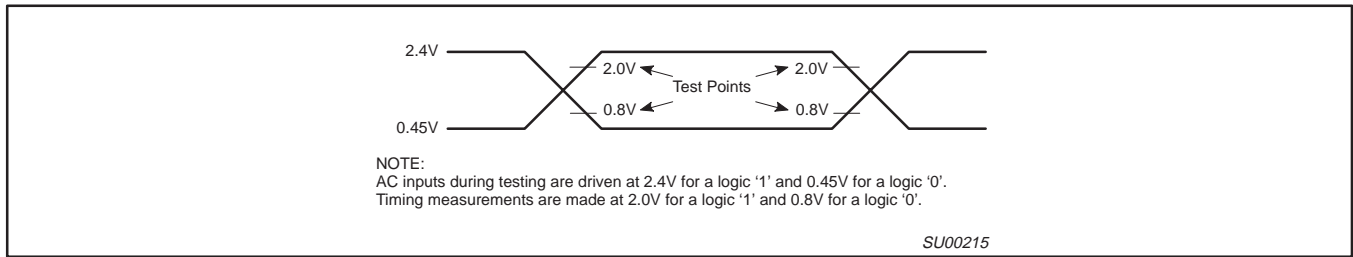 2.4V
2.0V 2.0V
Test Points
0.8V 0.8V
0.45V
NOTE:
AC inputs during testing are driven at 2.4V for a logic ‘1’ and 0.45V for a logic ‘0’.
Timing measurements are made at 2.0V for a logic ‘1’ and 0.8V for a logic ‘0’.
SU00215